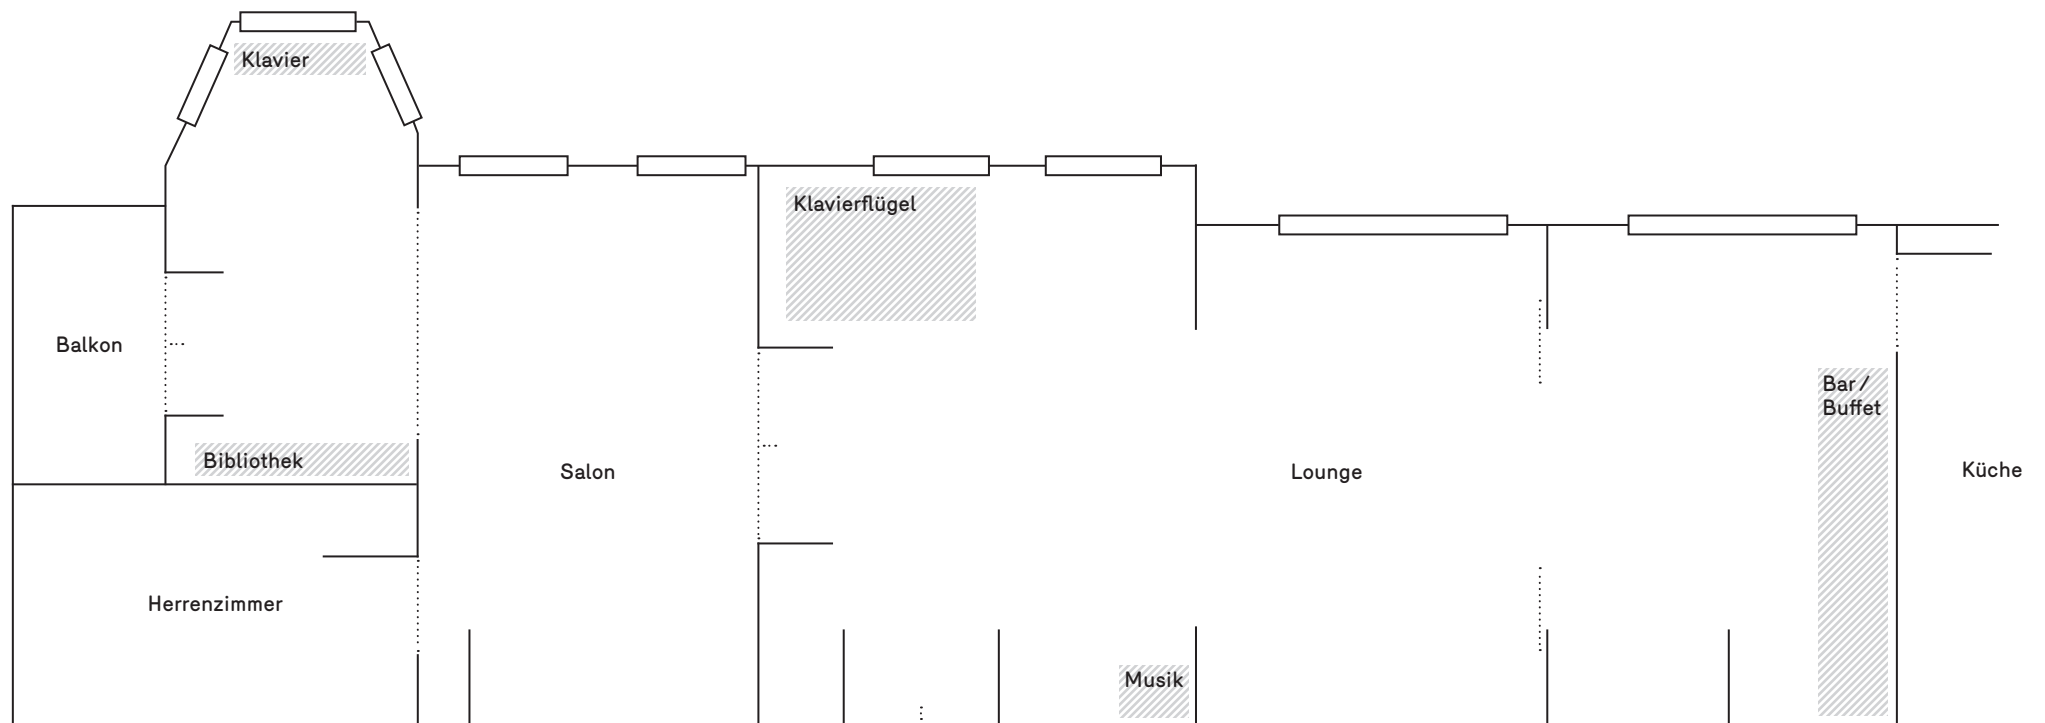 Klavier
Klavierflügel
Balkon
Bar /
Buffet
Bibliothek
Salon
Lounge
Küche
Herrenzimmer
Musik